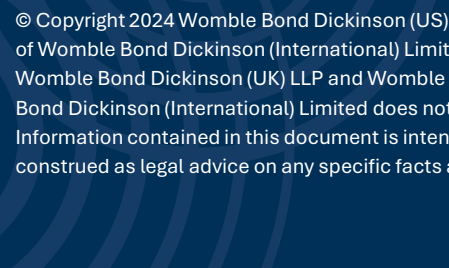 © Copyright 2024 Womble Bond Dickinson (US)
of Womble Bond Dickinson (International) Limit
Womble Bond Dickinson (UK) LLP and Womble
Bond Dickinson (International) Limited does not
Information contained in this document is inten
construed as legal advice on any specific facts a